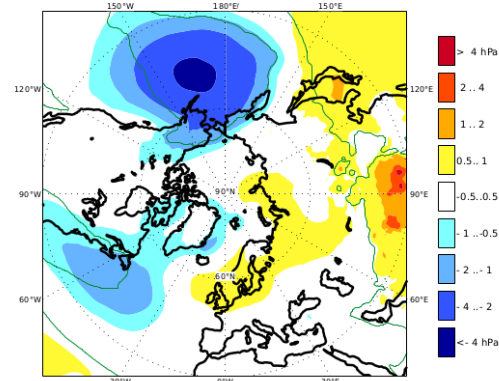 150°W 180°E 150°E
120°W 120°E
90°W 90°N 90°E
60°W 60°N 60°E
> 4 hPa
2 .. 4
1 .. 2
0.5.. 1
-0.5..0.5
- 1 ..-0.5
- 2 .. - 1
- 4 ..- 2
<- 4 hPa